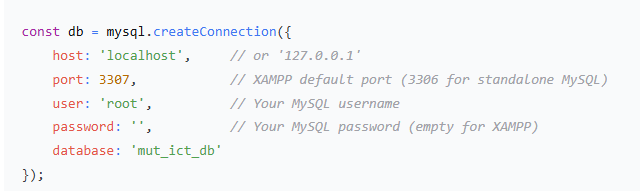 const db = mysql.createConnection({
    host: 'localhost',     // or '127.0.0.1'
    port: 3307,            // XAMPP default port (3306 for standalone MySQL)
    user: 'root',          // Your MySQL username
    password: '',          // Your MySQL password (empty for XAMPP)
    database: 'mut_ict_db'
});